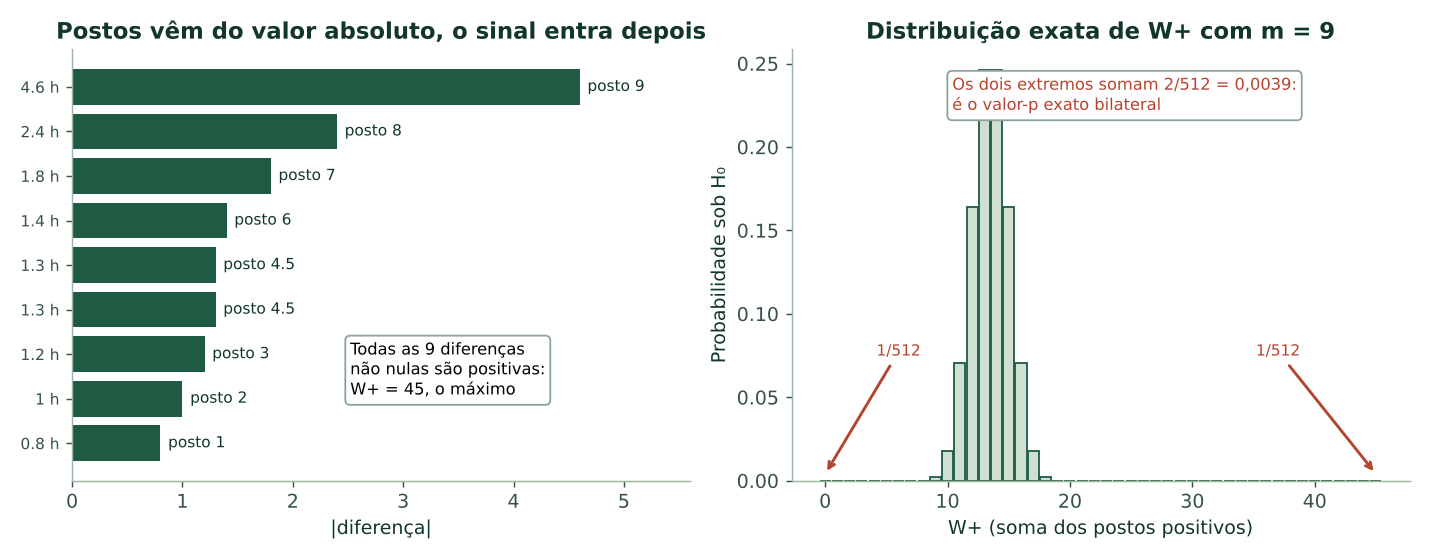 Postos vêm do valor absoluto, o sinal entra depois
4.6 h
posto 9
2.4 h
posto 8
1.8 h
posto 7
1.4 h
posto 6
1.3 h
posto 4.5
1.3 h
posto 4.5
1.2 h
posto 3
1 h
posto 2
0.8 h
posto 1
Todas as 9 diferenças
não nulas são positivas:
W+ = 45, o máximo
0 1 2 3 4 5
|diferença|
Distribuição exata de W+ com m = 9
Os dois extremos somam 2/512 = 0,0039:
é o valor-p exato bilateral
Probabilidade sob H₀
0.25
0.20
0.15
0.10
0.05
0.00
1/512
1/512
0 10 20 30 40
W+ (soma dos postos positivos)